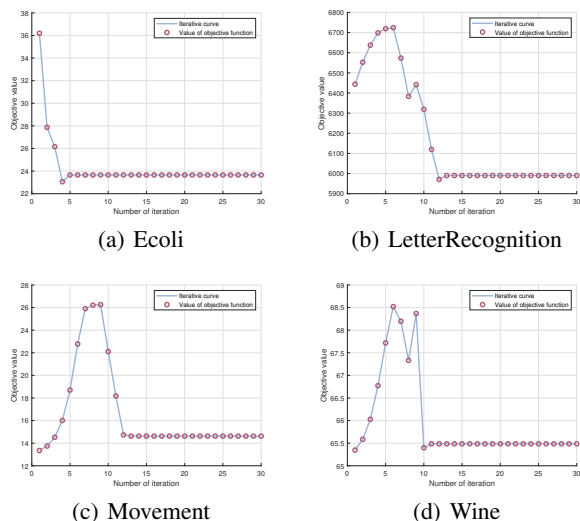 38
36
34
32
30
28
26
24
22
0 5 10 15 20 25 30
Objective value
Number of iteration
Iterative curve
Value of objective function
(a) Ecoli
6800
6700
6600
6500
6400
6300
6200
6100
6000
5900
0 5 10 15 20 25 30
Objective value
Number of iteration
Iterative curve
Value of objective function
(b) LetterRecognition
28
26
24
22
20
18
16
14
12
0 5 10 15 20 25 30
Objective value
Number of iteration
Iterative curve
Value of objective function
(c) Movement
69
68.5
68
67.5
67
66.5
66
65.5
65
0 5 10 15 20 25 30
Objective value
Number of iteration
Iterative curve
Value of objective function
(d) Wine